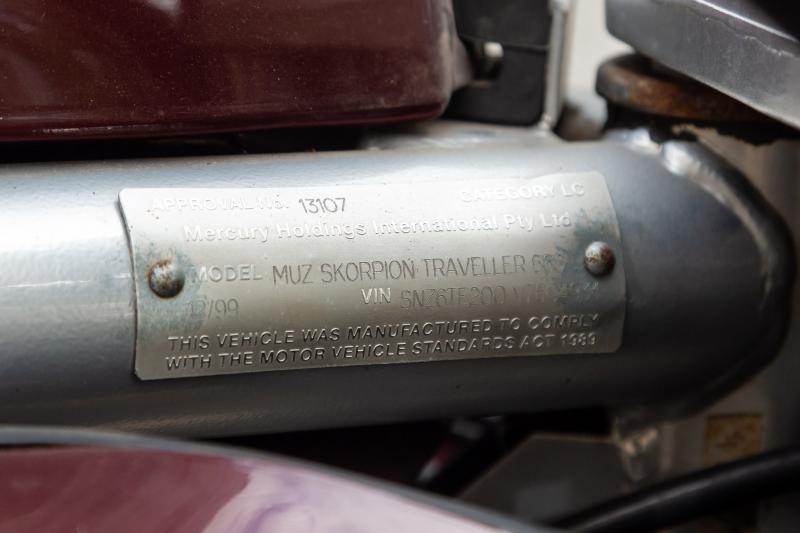 APPROVAL No. 13107 CATEGORY LC
Mercury Holdings International Pty Ltd
MODEL MUZ SKORPION TRAVELLER
12/99 VIN
THIS VEHICLE WAS MANUFACTURED TO COMPLY
WITH THE MOTOR VEHICLE STANDARDS ACT 1989